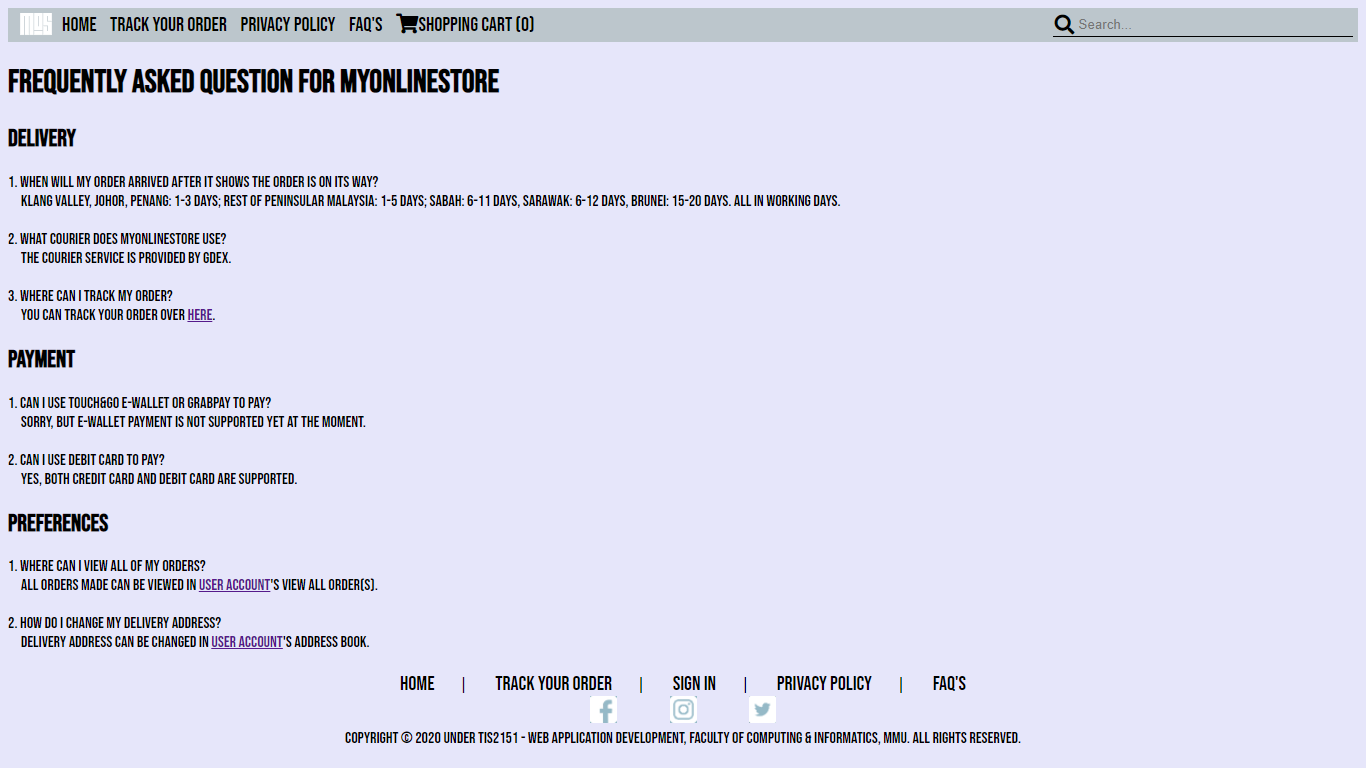 MOS HOME TRACK YOUR ORDER PRIVACY POLICY FAQ'S SHOPPING CART (0) Search...
FREQUENTLY ASKED QUESTION FOR MYONLINESTORE
DELIVERY
1. WHEN WILL MY ORDER ARRIVED AFTER IT SHOWS THE ORDER IS ON ITS WAY?
KLANG VALLEY, JOHOR, PENANG: 1-3 DAYS; REST OF PENINSULAR MALAYSIA: 1-5 DAYS; SABAH: 6-11 DAYS, SARAWAK: 6-12 DAYS, BRUNEI: 15-20 DAYS. ALL IN WORKING DAYS.
2. WHAT COURIER DOES MYONLINESTORE USE?
THE COURIER SERVICE IS PROVIDED BY GDEX.
3. WHERE CAN I TRACK MY ORDER?
YOU CAN TRACK YOUR ORDER OVER HERE.
PAYMENT
1. CAN I USE TOUCH&GO E-WALLET OR GRABPAY TO PAY?
SORRY, BUT E-WALLET PAYMENT IS NOT SUPPORTED YET AT THE MOMENT.
2. CAN I USE DEBIT CARD TO PAY?
YES, BOTH CREDIT CARD AND DEBIT CARD ARE SUPPORTED.
PREFERENCES
1. WHERE CAN I VIEW ALL OF MY ORDERS?
ALL ORDERS MADE CAN BE VIEWED IN USER ACCOUNT'S VIEW ALL ORDER(S).
2. HOW DO I CHANGE MY DELIVERY ADDRESS?
DELIVERY ADDRESS CAN BE CHANGED IN USER ACCOUNT'S ADDRESS BOOK.
HOME | TRACK YOUR ORDER | SIGN IN | PRIVACY POLICY | FAQ'S
COPYRIGHT © 2020 UNDER TIS2151 - WEB APPLICATION DEVELOPMENT, FACULTY OF COMPUTING & INFORMATICS, MMU. ALL RIGHTS RESERVED.